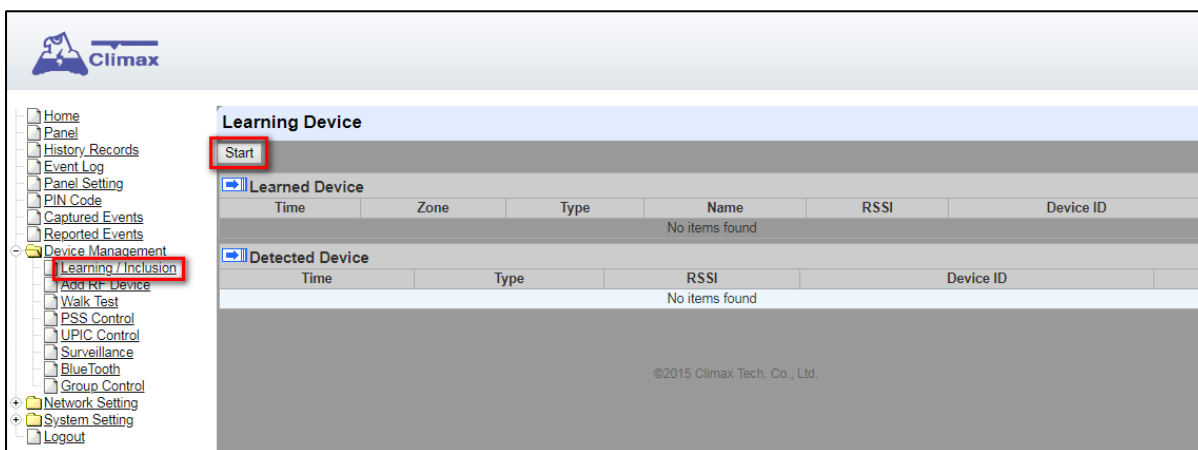 Climax
Home
Panel
History Records
Event Log
Panel Setting
PIN Code
Captured Events
Reported Events
Device Management
Learning / Inclusion
Add RF Device
Walk Test
PSS Control
UPIC Control
Surveillance
BlueTooth
Group Control
Network Setting
System Setting
Logout
Learning Device
Start
Learned Device
Time Zone Type Name RSSI Device ID
No items found
Detected Device
Time Type RSSI Device ID
No items found
©2015 Climax Tech. Co., Ltd.